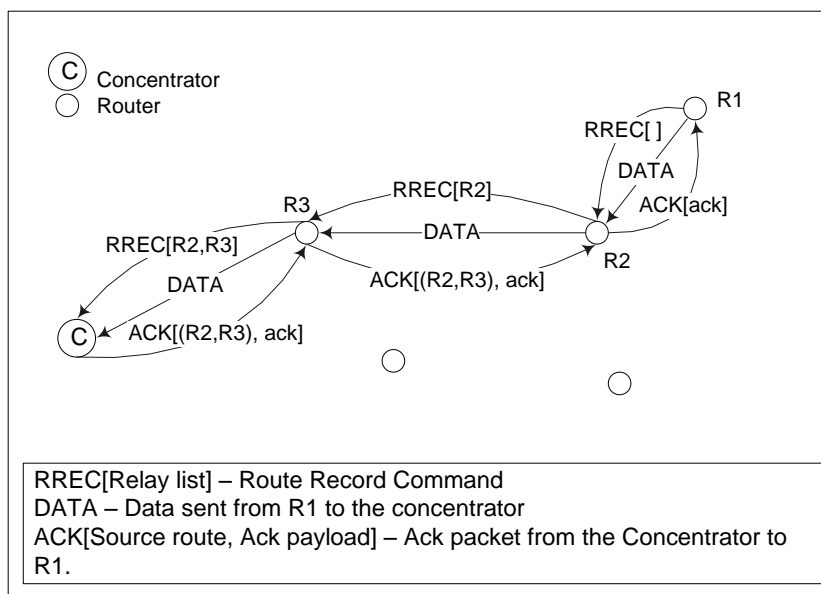 C
Concentrator
Router
R1
RREC[ ]
DATA
RREC[R2]
ACK[ack]
R3
RREC[R2,R3]
DATA
R2
DATA
ACK[(R2,R3), ack]
C
ACK[(R2,R3), ack]
RREC[Relay list] – Route Record Command
DATA – Data sent from R1 to the concentrator
ACK[Source route, Ack payload] – Ack packet from the Concentrator to
R1.